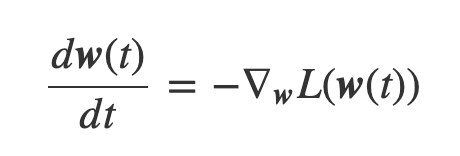 dw(t)/dt = −∇_w L(w(t))